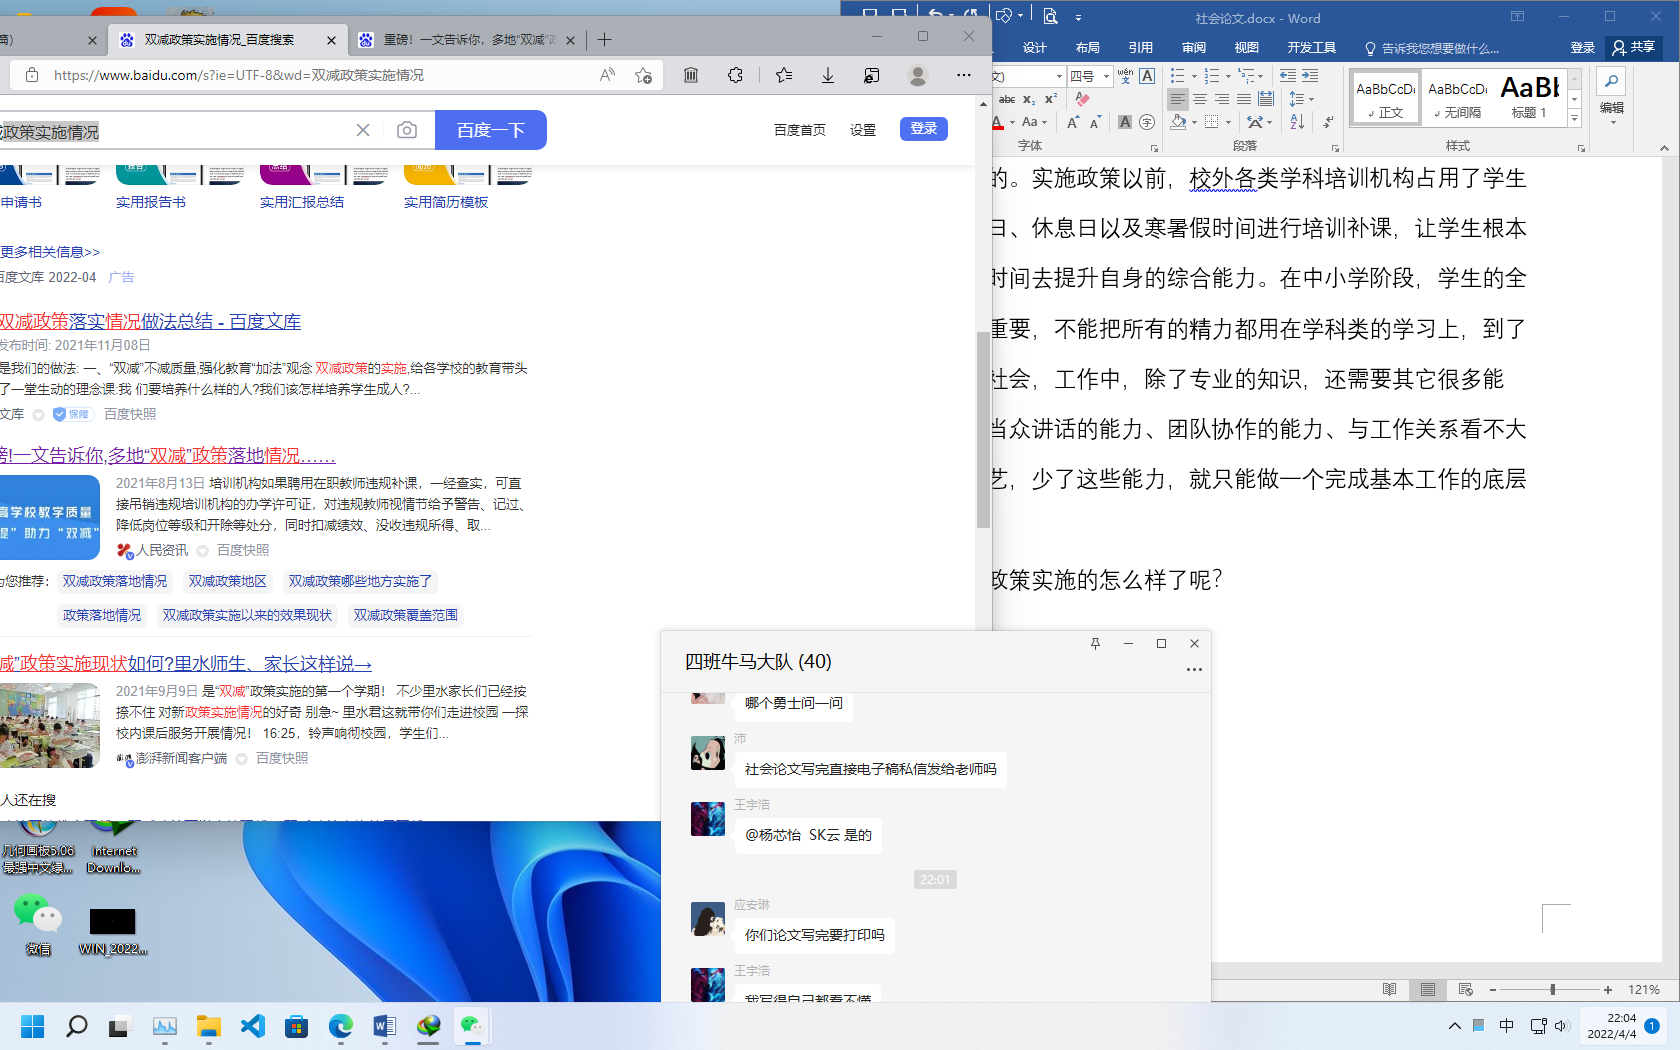 双减政策实施情况_百度搜索
重磅！一文告诉你，多地“双减”
https://www.baidu.com/s?ie=UTF-8&wd=双减政策实施情况
政策实施情况
百度一下
百度首页
设置
登录
申请书
实用报告书
实用汇报总结
实用简历模板
更多相关信息>>
百度文库 2022-04 广告
双减政策落实情况做法总结 - 百度文库
发布时间: 2021年11月08日
是我们的做法: 一、“双减”不减质量,强化教育“加法”观念 双减政策的实施,给各学校的教育带头
了一堂生动的理念课:我 们要培养什么样的人?我们该怎样培养学生成人?...
文库
保障
百度快照
磅!一文告诉你,多地“双减”政策落地情况……
高学校教学质量
提”助力“双减”
2021年8月13日 培训机构如果聘用在职教师违规补课，一经查实，可直
接吊销违规培训机构的办学许可证，对违规教师视情节给予警告、记过、
降低岗位等级和开除等处分，同时扣减绩效、没收违规所得、取...
人民资讯
百度快照
为您推荐：
双减政策落地情况
双减政策地区
双减政策哪些地方实施了
政策落地情况
双减政策实施以来的效果现状
双减政策覆盖范围
减”政策实施现状如何?里水师生、家长这样说→
2021年9月9日 是“双减”政策实施的第一个学期！ 不少里水家长们已经按
捺不住 对新政策实施情况的好奇 别急~ 里水君这就带你们走进校园 一探
校内课后服务开展情况！ 16:25，铃声响彻校园，学生们...
澎湃新闻客户端
百度快照
人还在搜
几何画板5.06
最强中文绿...
Internet
Downlo...
微信
WIN_2022...
社会论文.docx - Word
设计
布局
引用
审阅
视图
开发工具
告诉我您想要做什么...
登录
共享
四号
wén
文
A
abc
x₂
x²
A
Aa
A
A
A
字
字体
段落
AaBbCcDi
正文
AaBbCcDi
无间隔
AaBb
标题 1
样式
编辑
的。实施政策以前，校外各类学科培训机构占用了学生
日、休息日以及寒暑假时间进行培训补课，让学生根本
时间去提升自身的综合能力。在中小学阶段，学生的全
重要，不能把所有的精力都用在学科类的学习上，到了
社会，工作中，除了专业的知识，还需要其它很多能
当众讲话的能力、团队协作的能力、与工作关系看不大
艺，少了这些能力，就只能做一个完成基本工作的底层
政策实施的怎么样了呢？
四班牛马大队 (40)
哪个勇士问一问
沛
社会论文写完直接电子稿私信发给老师吗
王宇浩
@杨芯怡 SK云 是的
22:01
应安琳
你们论文写完要打印吗
王宇浩
我写得自己都看不懂
121%
中
22:04
2022/4/4
1